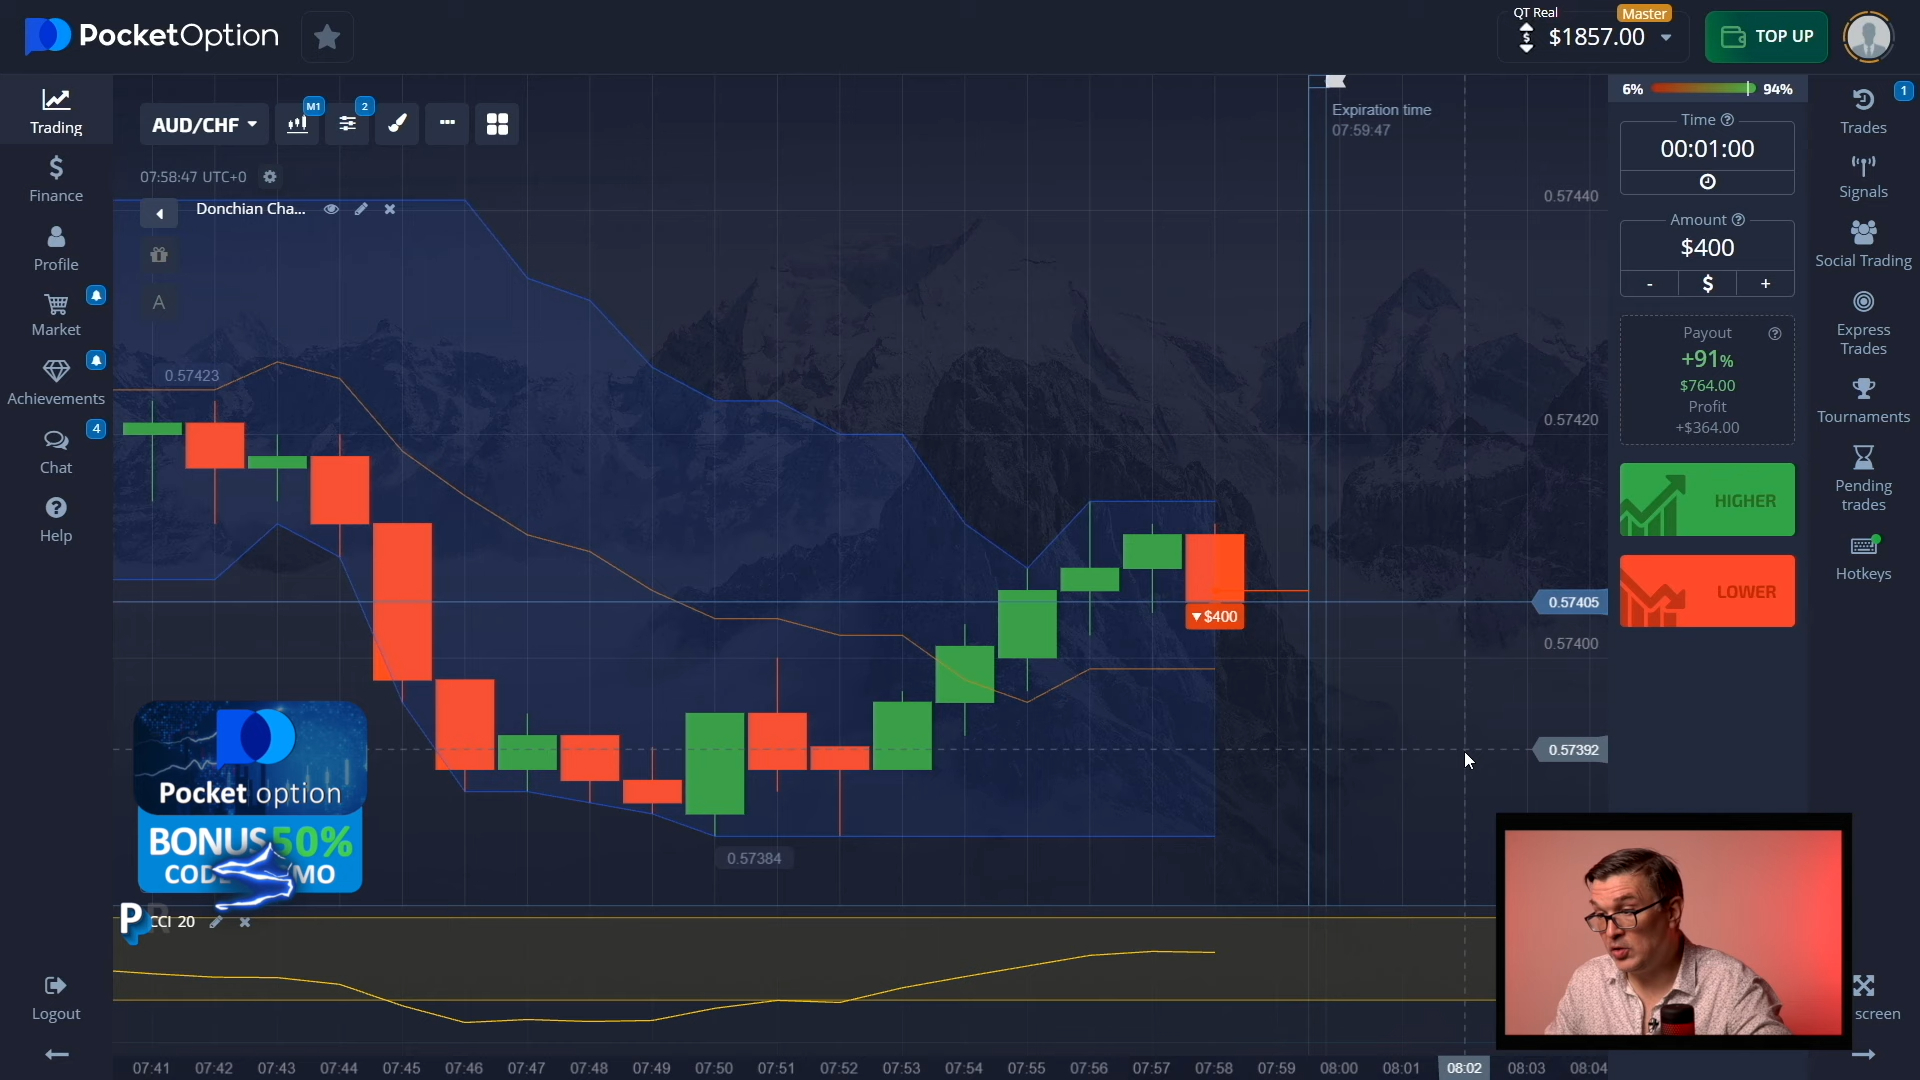 PocketOption
QT Real
Master
$1857.00
TOP UP
Trading
Finance
Profile
Market
Achievements
4
Chat
Help
Logout
AUD/CHF
M1
2
07:58:47 UTC+0
Donchian Cha...
A
Expiration time
07:59:47
0.57423
0.57440
0.57420
0.57405
0.57400
0.57392
0.57384
$400
Pocket option
BONUS 50%
CCI 20
07:41 07:42 07:43 07:44 07:45 07:46 07:47 07:48 07:49 07:50 07:51 07:52 07:53 07:54 07:55 07:56 07:57 07:58 07:59 08:00 08:01 08:02 08:03 08:04
6% 94%
Time
00:01:00
Amount
$400
- $ +
Payout
+91%
$764.00
Profit
+$364.00
HIGHER
LOWER
1
Trades
Signals
Social Trading
Express
Trades
Tournaments
Pending
trades
Hotkeys
screen